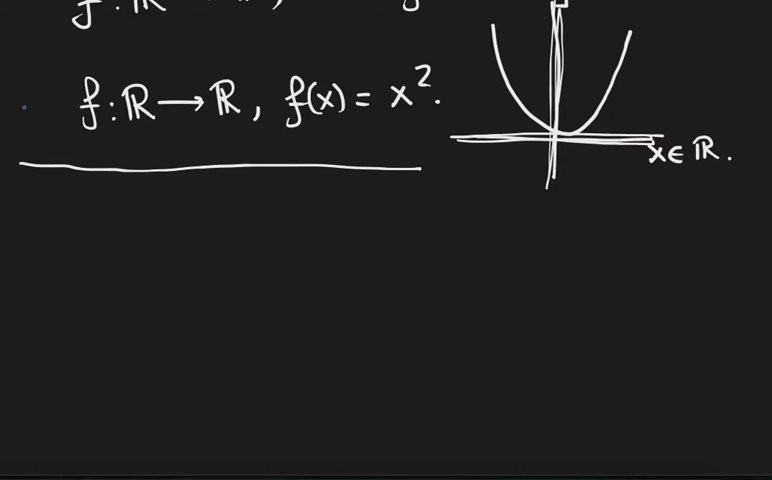 f : ℝ → ℝ, f(x) = x².
x ∈ ℝ.